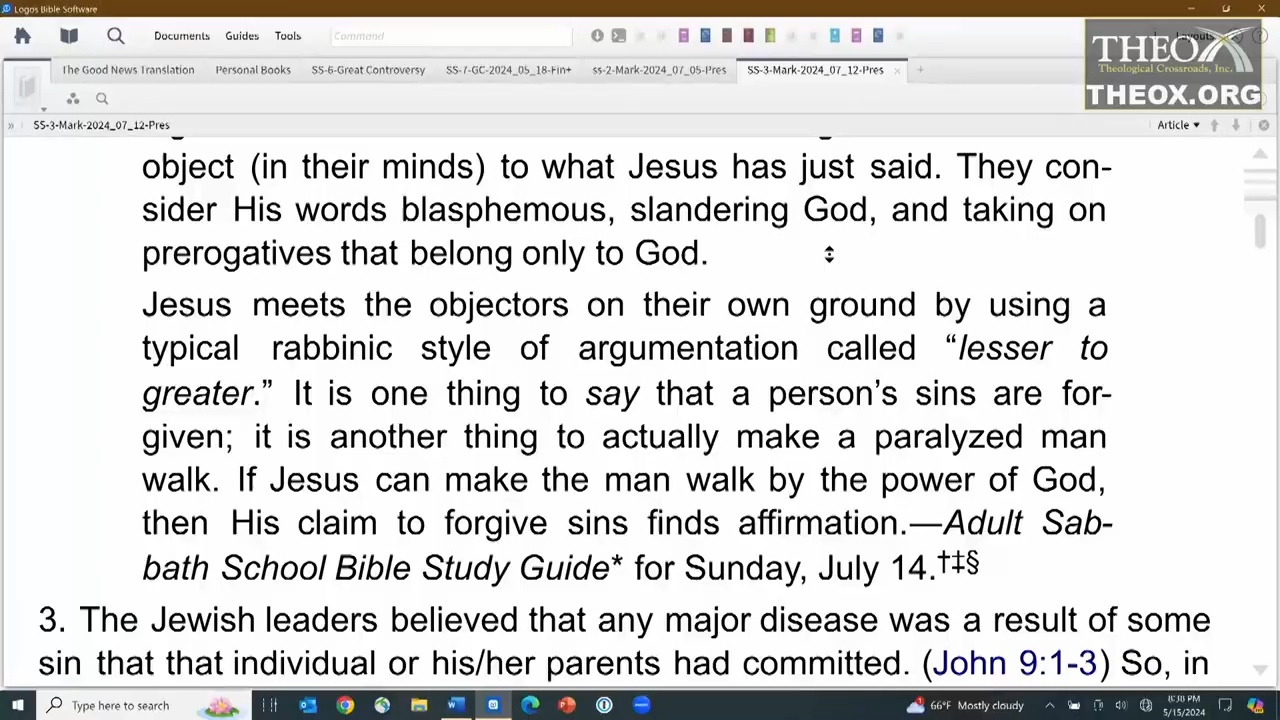 Logos Bible Software
Documents Guides Tools Command Layouts
THEOX
Theological Crossroads, Inc.
THEOX.ORG
The Good News Translation Personal Books SS-6-Great Contro 05_18-Fin+ ss-2-Mark-2024_07_05-Pres SS-3-Mark-2024_07_12-Pres
SS-3-Mark-2024_07_12-Pres Article
object (in their minds) to what Jesus has just said. They con-
sider His words blasphemous, slandering God, and taking on
prerogatives that belong only to God.
Jesus meets the objectors on their own ground by using a
typical rabbinic style of argumentation called “lesser to
greater.” It is one thing to say that a person’s sins are for-
given; it is another thing to actually make a paralyzed man
walk. If Jesus can make the man walk by the power of God,
then His claim to forgive sins finds affirmation.—Adult Sab-
bath School Bible Study Guide* for Sunday, July 14.†‡§
3. The Jewish leaders believed that any major disease was a result of some
sin that that individual or his/her parents had committed. (John 9:1-3) So, in
Type here to search 66°F Mostly cloudy 8:38 PM
5/15/2024